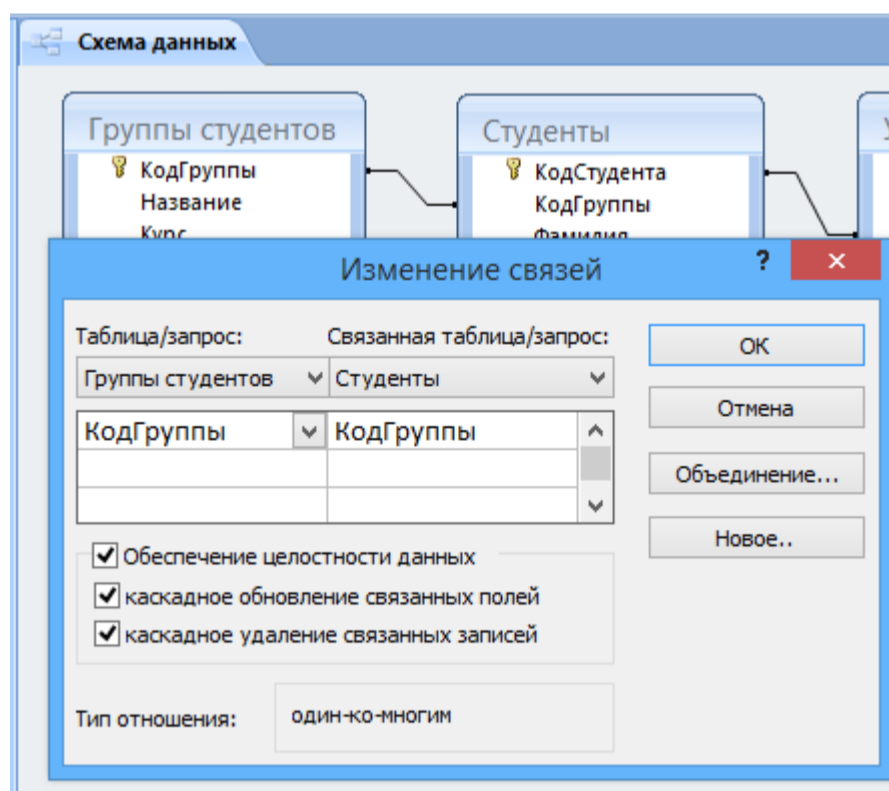 Схема данных
Группы студентов
КодГруппы
Название
Курс
Студенты
КодСтудента
КодГруппы
Фамилия
У
Изменение связей
?
Таблица/запрос:
Связанная таблица/запрос:
Группы студентов
Студенты
КодГруппы
КодГруппы
Обеспечение целостности данных
каскадное обновление связанных полей
каскадное удаление связанных записей
Тип отношения:
один-ко-многим
ОК
Отмена
Объединение...
Новое..